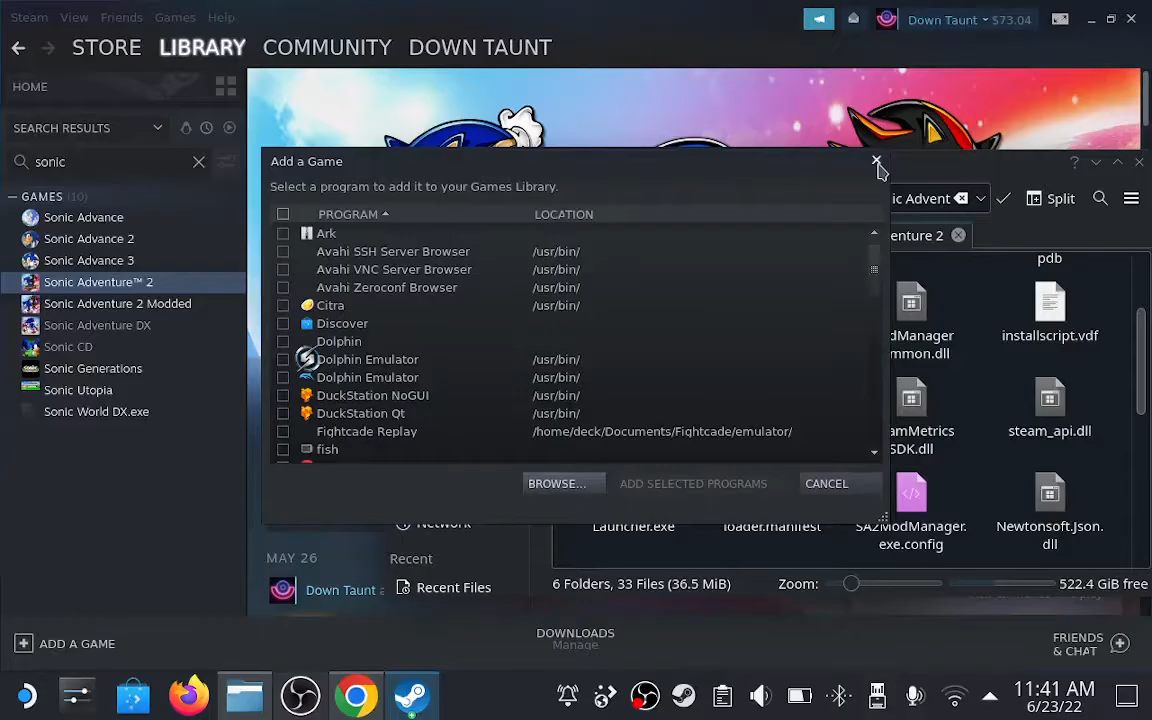 Steam View Friends Games Help
Down Taunt $73.04
STORE LIBRARY COMMUNITY DOWN TAUNT
HOME
SEARCH RESULTS
sonic
GAMES (10)
Sonic Advance
Sonic Advance 2
Sonic Advance 3
Sonic Adventure™ 2
Sonic Adventure 2 Modded
Sonic Adventure DX
Sonic CD
Sonic Generations
Sonic Utopia
Sonic World DX.exe
Add a Game
Select a program to add it to your Games Library.
PROGRAM LOCATION
Ark
Avahi SSH Server Browser /usr/bin/
Avahi VNC Server Browser /usr/bin/
Avahi Zeroconf Browser /usr/bin/
Citra /usr/bin/
Discover
Dolphin
Dolphin Emulator /usr/bin/
Dolphin Emulator /usr/bin/
DuckStation NoGUI /usr/bin/
DuckStation Qt /usr/bin/
Fightcade Replay /home/deck/Documents/Fightcade/emulator/
fish
BROWSE... ADD SELECTED PROGRAMS CANCEL
ic Advent Split
enture 2
pdb
dManager
mmon.dll
installscript.vdf
amMetrics
SDK.dll
steam_api.dll
Launcher.exe loader.manifest SA2ModManager.
exe.config
Newtonsoft.Json.
dll
Network
Recent
Recent Files
6 Folders, 33 Files (36.5 MiB) Zoom: 522.4 GiB free
MAY 26
Down Taunt
ADD A GAME
DOWNLOADS
Manage
FRIENDS
& CHAT
11:41 AM
6/23/22